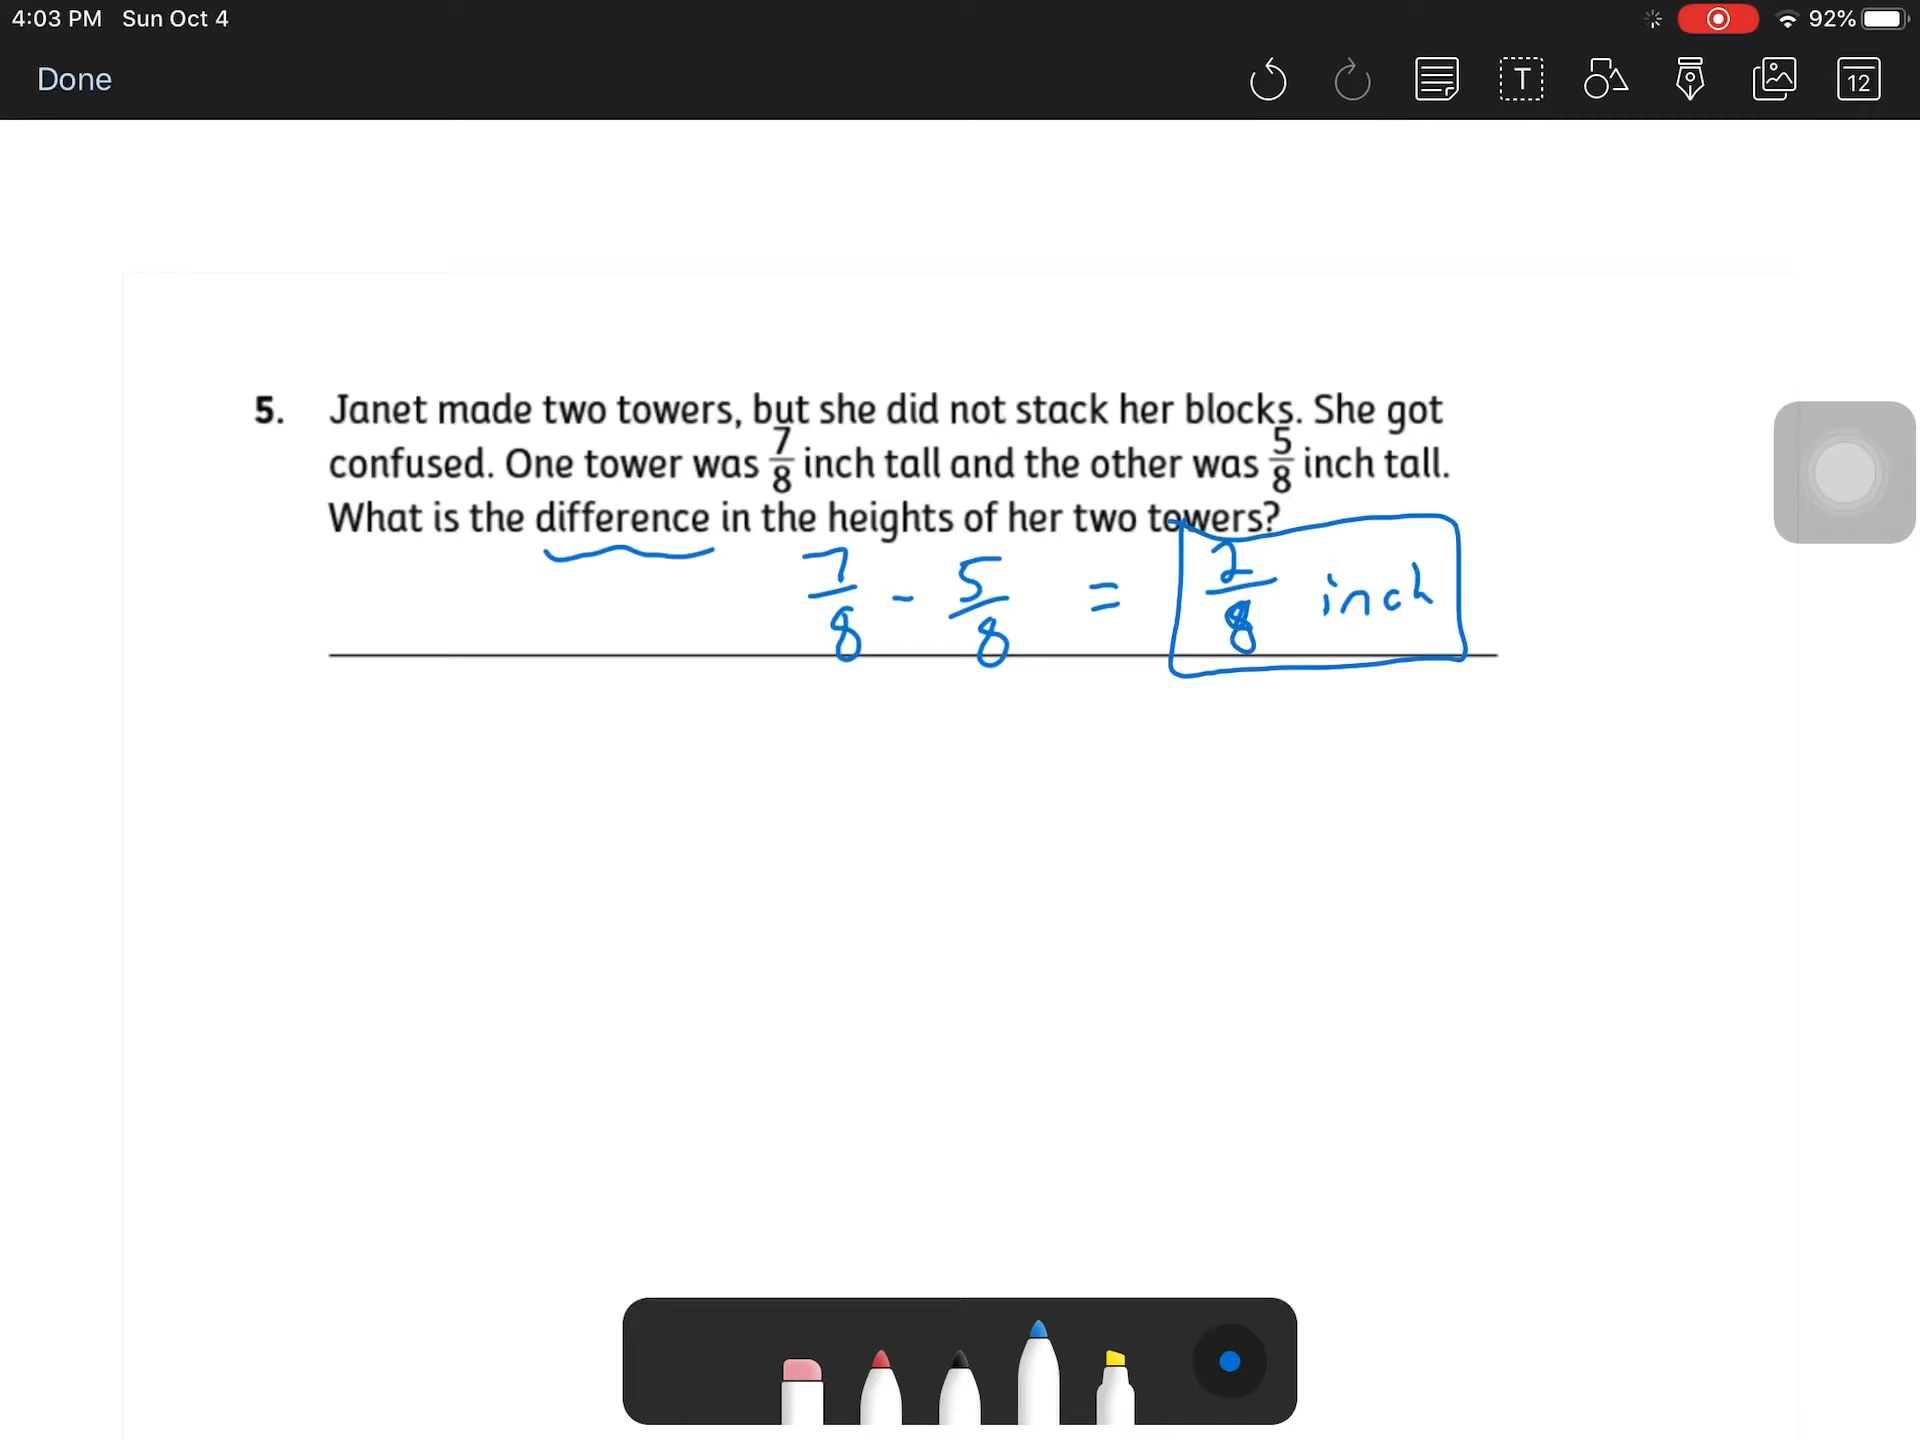 4:03 PM Sun Oct 4 92%
Done T 12
5. Janet made two towers, but she did not stack her blocks. She got
confused. One tower was 7/8 inch tall and the other was 5/8 inch tall.
What is the difference in the heights of her two towers?
7/8 - 5/8 = 2/8 inch